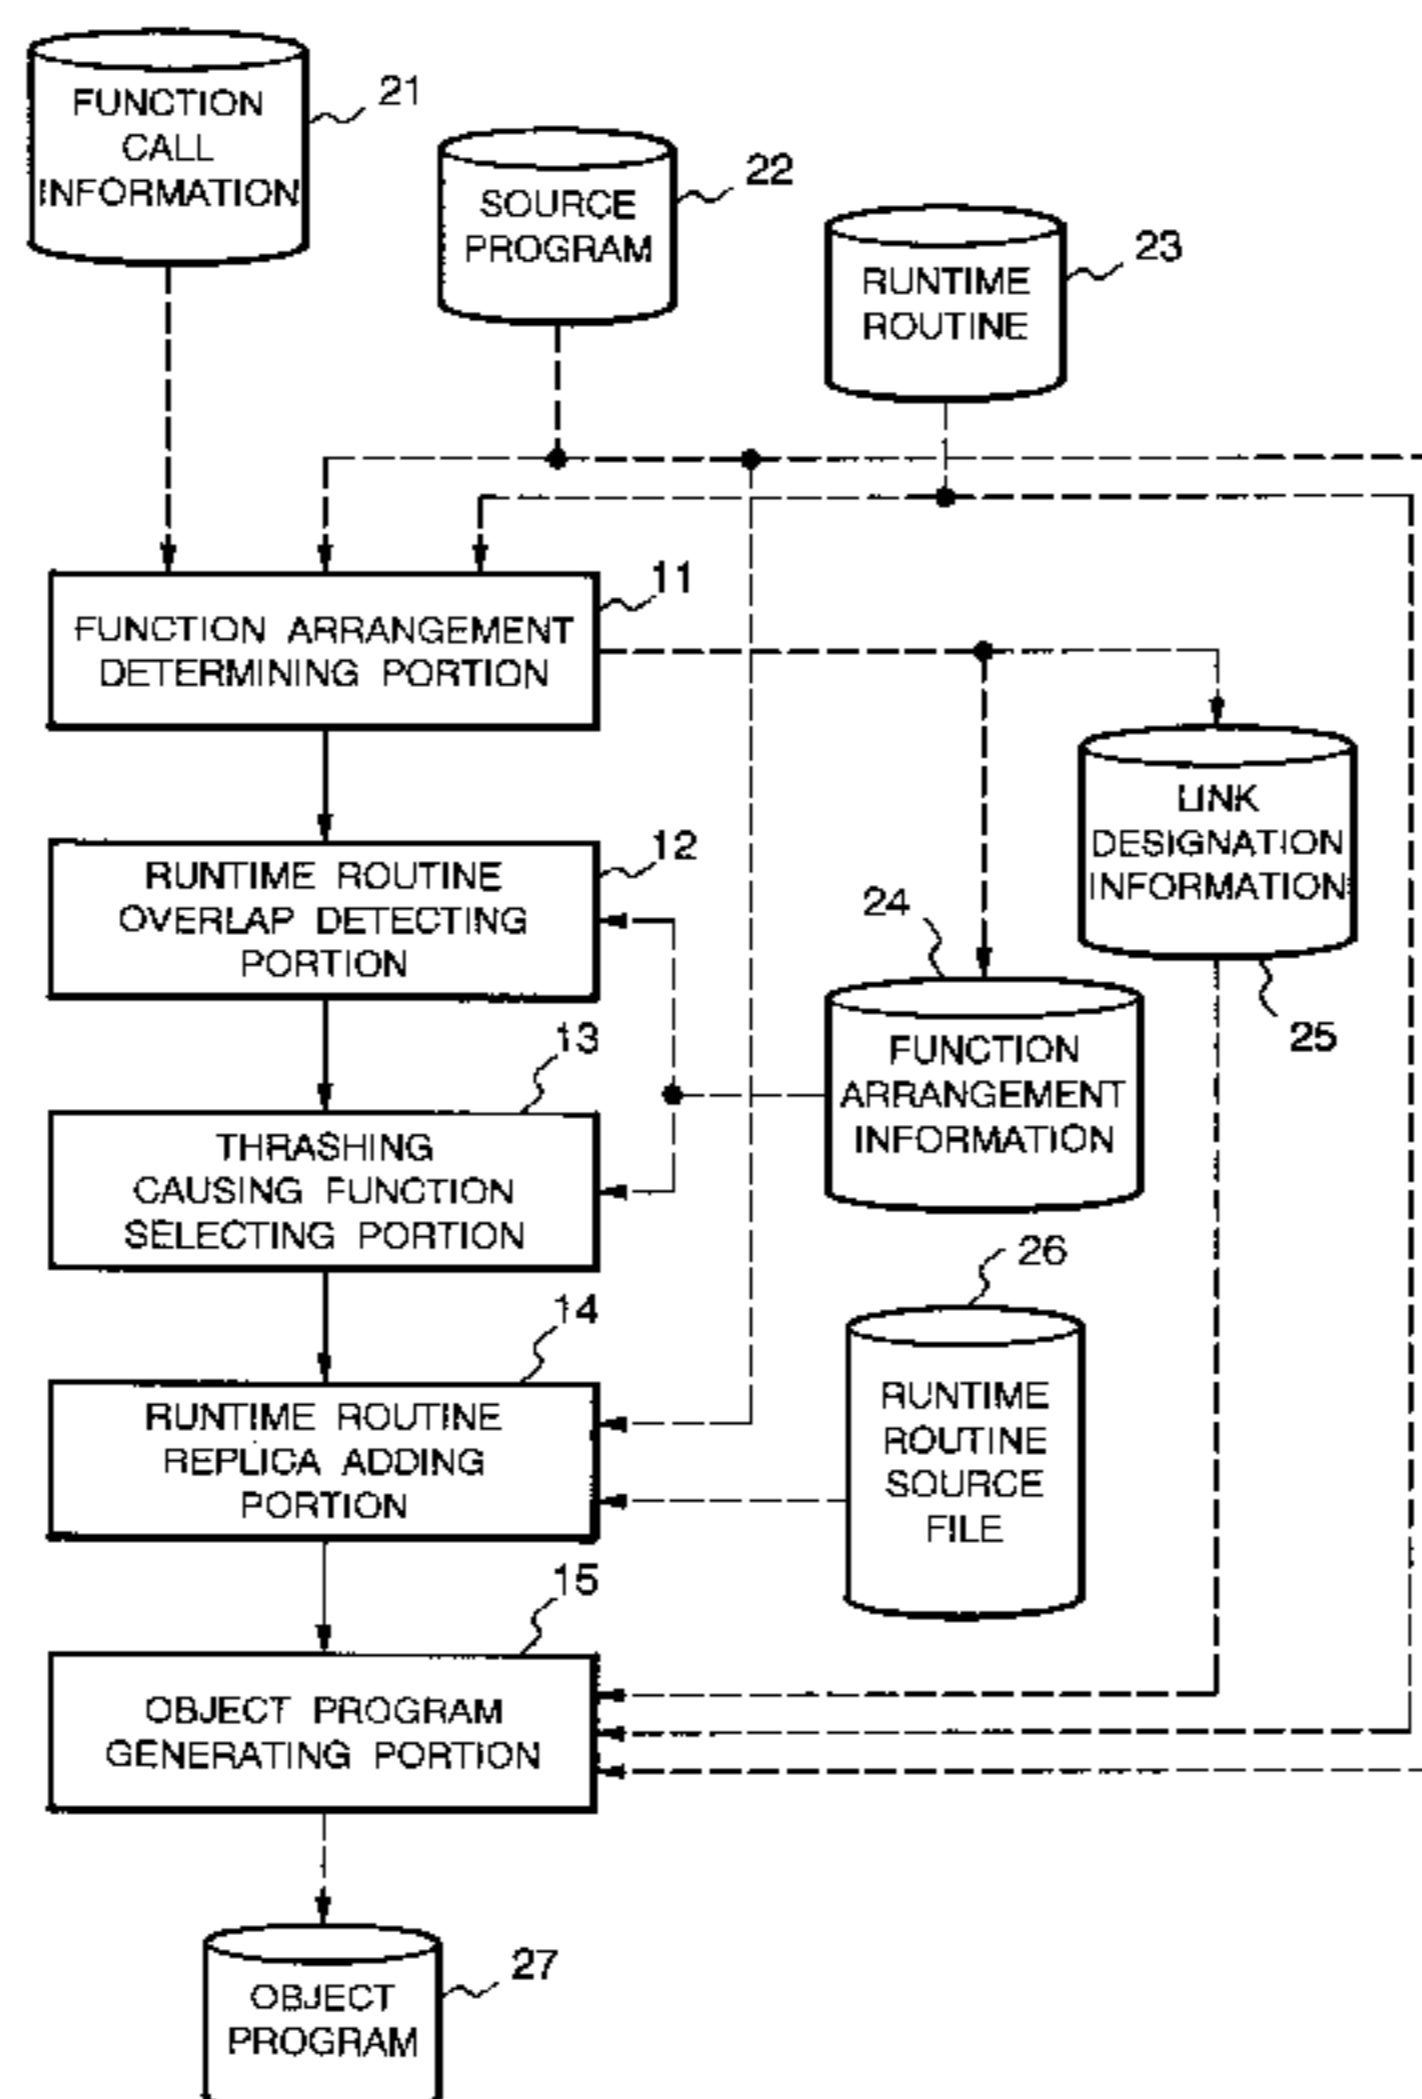 FUNCTION
CALL
INFORMATION
21
SOURCE
PROGRAM
22
RUNTIME
ROUTINE
23
FUNCTION ARRANGEMENT
DETERMINING PORTION
11
LINK
DESIGNATION
INFORMATION
25
RUNTIME ROUTINE
OVERLAP DETECTING
PORTION
12
24
FUNCTION
ARRANGEMENT
INFORMATION
13
THRASHING
CAUSING FUNCTION
SELECTING PORTION
26
RUNTIME
ROUTINE
SOURCE
FILE
14
RUNTIME ROUTINE
REPLICA ADDING
PORTION
15
OBJECT PROGRAM
GENERATING PORTION
OBJECT
PROGRAM
27